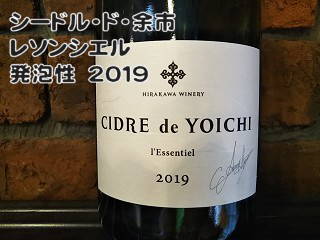 シードル・ド・余市
レソンシェル
発泡性 2019
HIRAKAWA WINERY
CIDRE de YOICHI
l'Essentiel
2019